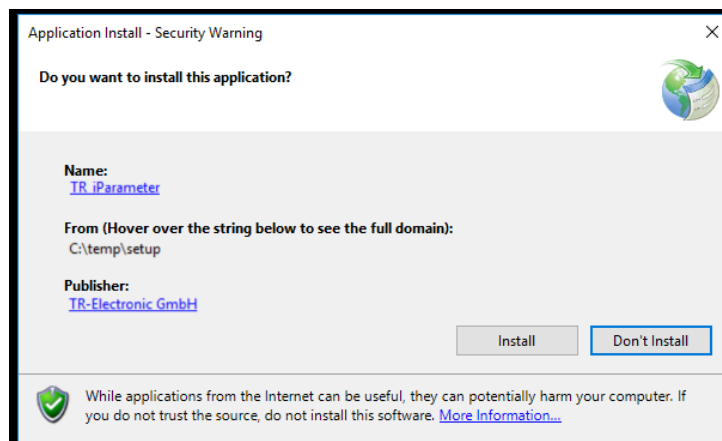 Application Install - Security Warning
Do you want to install this application?
Name:
TR iParameter
From (Hover over the string below to see the full domain):
C:\temp\setup
Publisher:
TR-Electronic GmbH
Install
Don't Install
While applications from the Internet can be useful, they can potentially harm your computer. If
you do not trust the source, do not install this software. More Information...